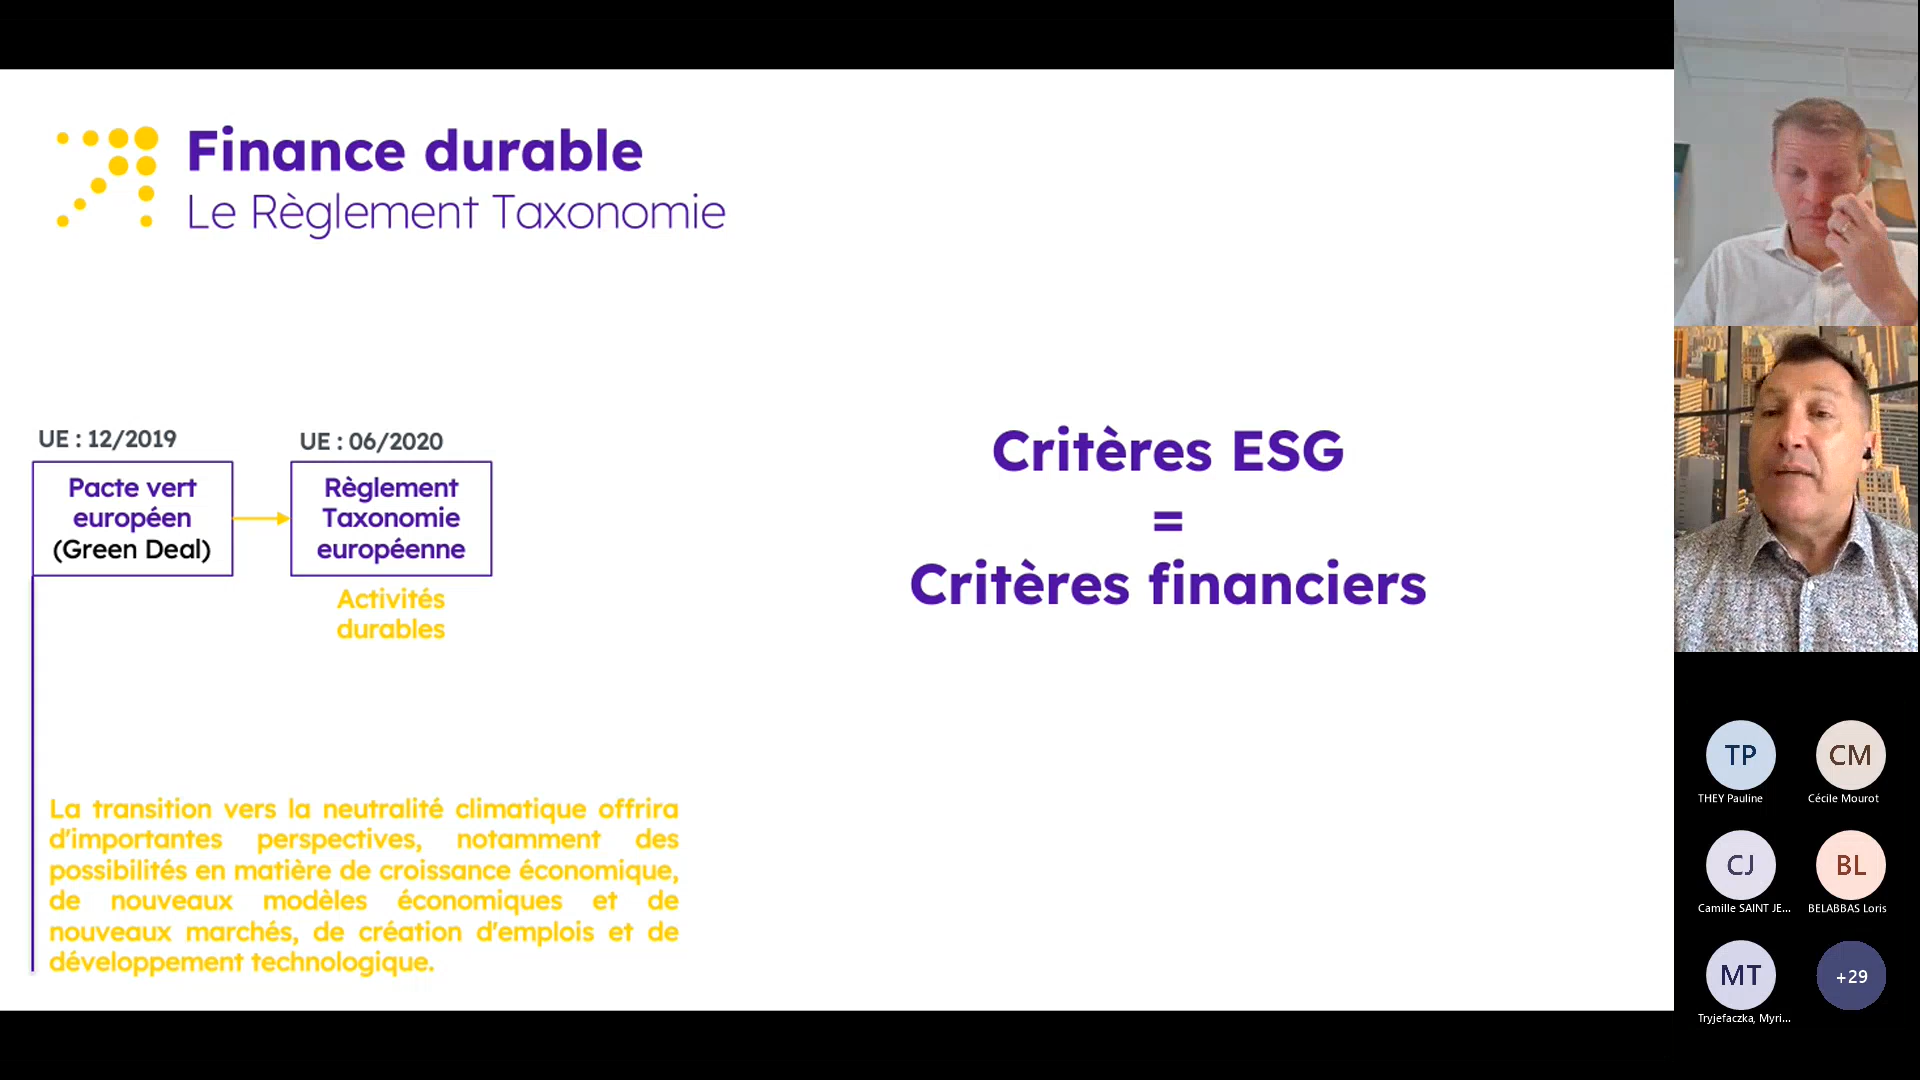 Finance durable
Le Règlement Taxonomie
UE : 12/2019
Pacte vert
européen
(Green Deal)
UE : 06/2020
Règlement
Taxonomie
européenne
Activités
durables
La transition vers la neutralité climatique offrira
d'importantes perspectives, notamment des
possibilités en matière de croissance économique,
de nouveaux modèles économiques et de
nouveaux marchés, de création d'emplois et de
développement technologique.
Critères ESG
=
Critères financiers
TP
THEY Pauline
CM
Cécile Mourot
CJ
Camille SAINT JE...
BL
BELABBAS Loris
MT
Tryjefaczka, Myri...
+29